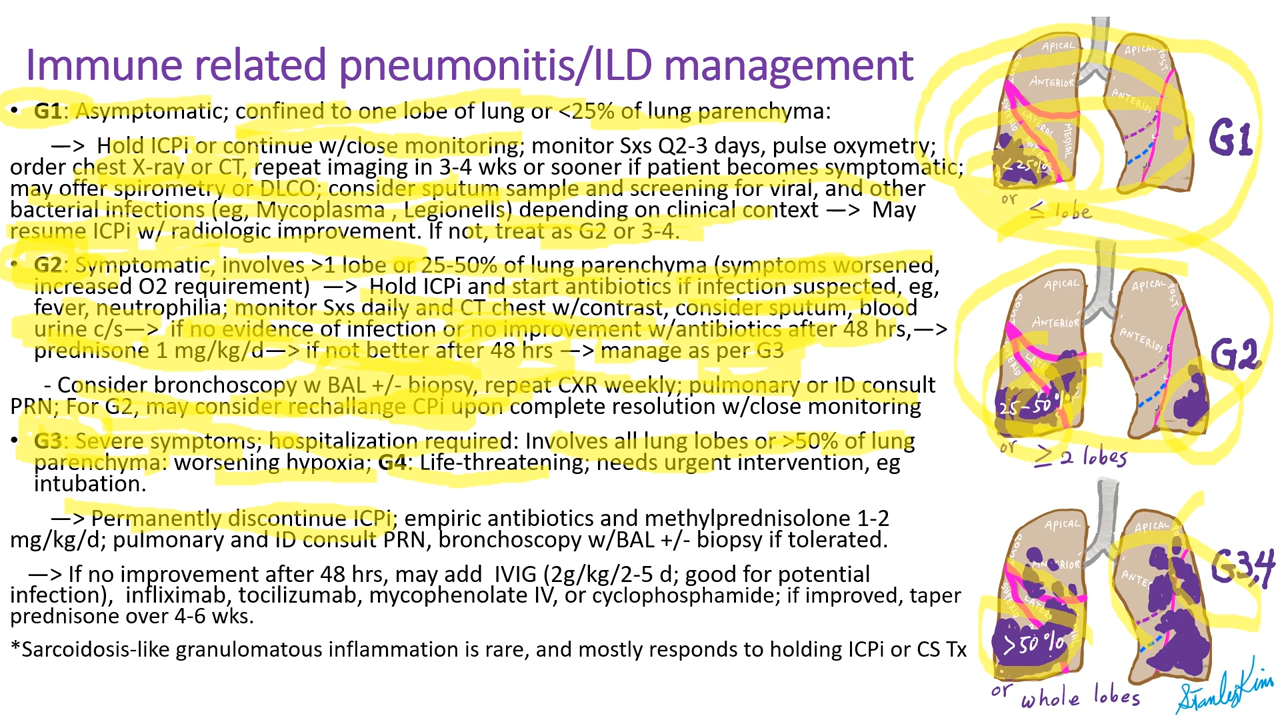 Immune related pneumonitis/ILD management
• G1: Asymptomatic; confined to one lobe of lung or <25% of lung parenchyma:
—> Hold ICPi or continue w/close monitoring; monitor Sxs Q2-3 days, pulse oxymetry;
order chest X-ray or CT, repeat imaging in 3-4 wks or sooner if patient becomes symptomatic;
may offer spirometry or DLCO; consider sputum sample and screening for viral, and other
bacterial infections (eg, Mycoplasma , Legionells) depending on clinical context —> May
resume ICPi w/ radiologic improvement. If not, treat as G2 or 3-4.
• G2: Symptomatic, involves >1 lobe or 25-50% of lung parenchyma (symptoms worsened,
increased O2 requirement) —> Hold ICPi and start antibiotics if infection suspected, eg,
fever, neutrophilia; monitor Sxs daily and CT chest w/contrast, consider sputum, blood
urine c/s—> if no evidence of infection or no improvement w/antibiotics after 48 hrs,—>
prednisone 1 mg/kg/d—> if not better after 48 hrs —> manage as per G3
- Consider bronchoscopy w BAL +/- biopsy, repeat CXR weekly; pulmonary or ID consult
PRN; For G2, may consider rechallange CPi upon complete resolution w/close monitoring
• G3: Severe symptoms; hospitalization required: Involves all lung lobes or >50% of lung
parenchyma: worsening hypoxia; G4: Life-threatening; needs urgent intervention, eg
intubation.
—> Permanently discontinue ICPi; empiric antibiotics and methylprednisolone 1-2
mg/kg/d; pulmonary and ID consult PRN, bronchoscopy w/BAL +/- biopsy if tolerated.
—> If no improvement after 48 hrs, may add IVIG (2g/kg/2-5 d; good for potential
infection), infliximab, tocilizumab, mycophenolate IV, or cyclophosphamide; if improved, taper
prednisone over 4-6 wks.
*Sarcoidosis-like granulomatous inflammation is rare, and mostly responds to holding ICPi or CS Tx
APICAL APICAL
POST
ANTERIOR
ANTERIOR
LATERAL
MEDIAL
<25%
G1
or ≤ lobe
APICAL APICAL
POST
ANTERIOR
ANTERIOR
25-50%
G2
or ≥ 2 lobes
APICAL APICAL
>50%
G3,4
or whole lobes
Stanley Kim